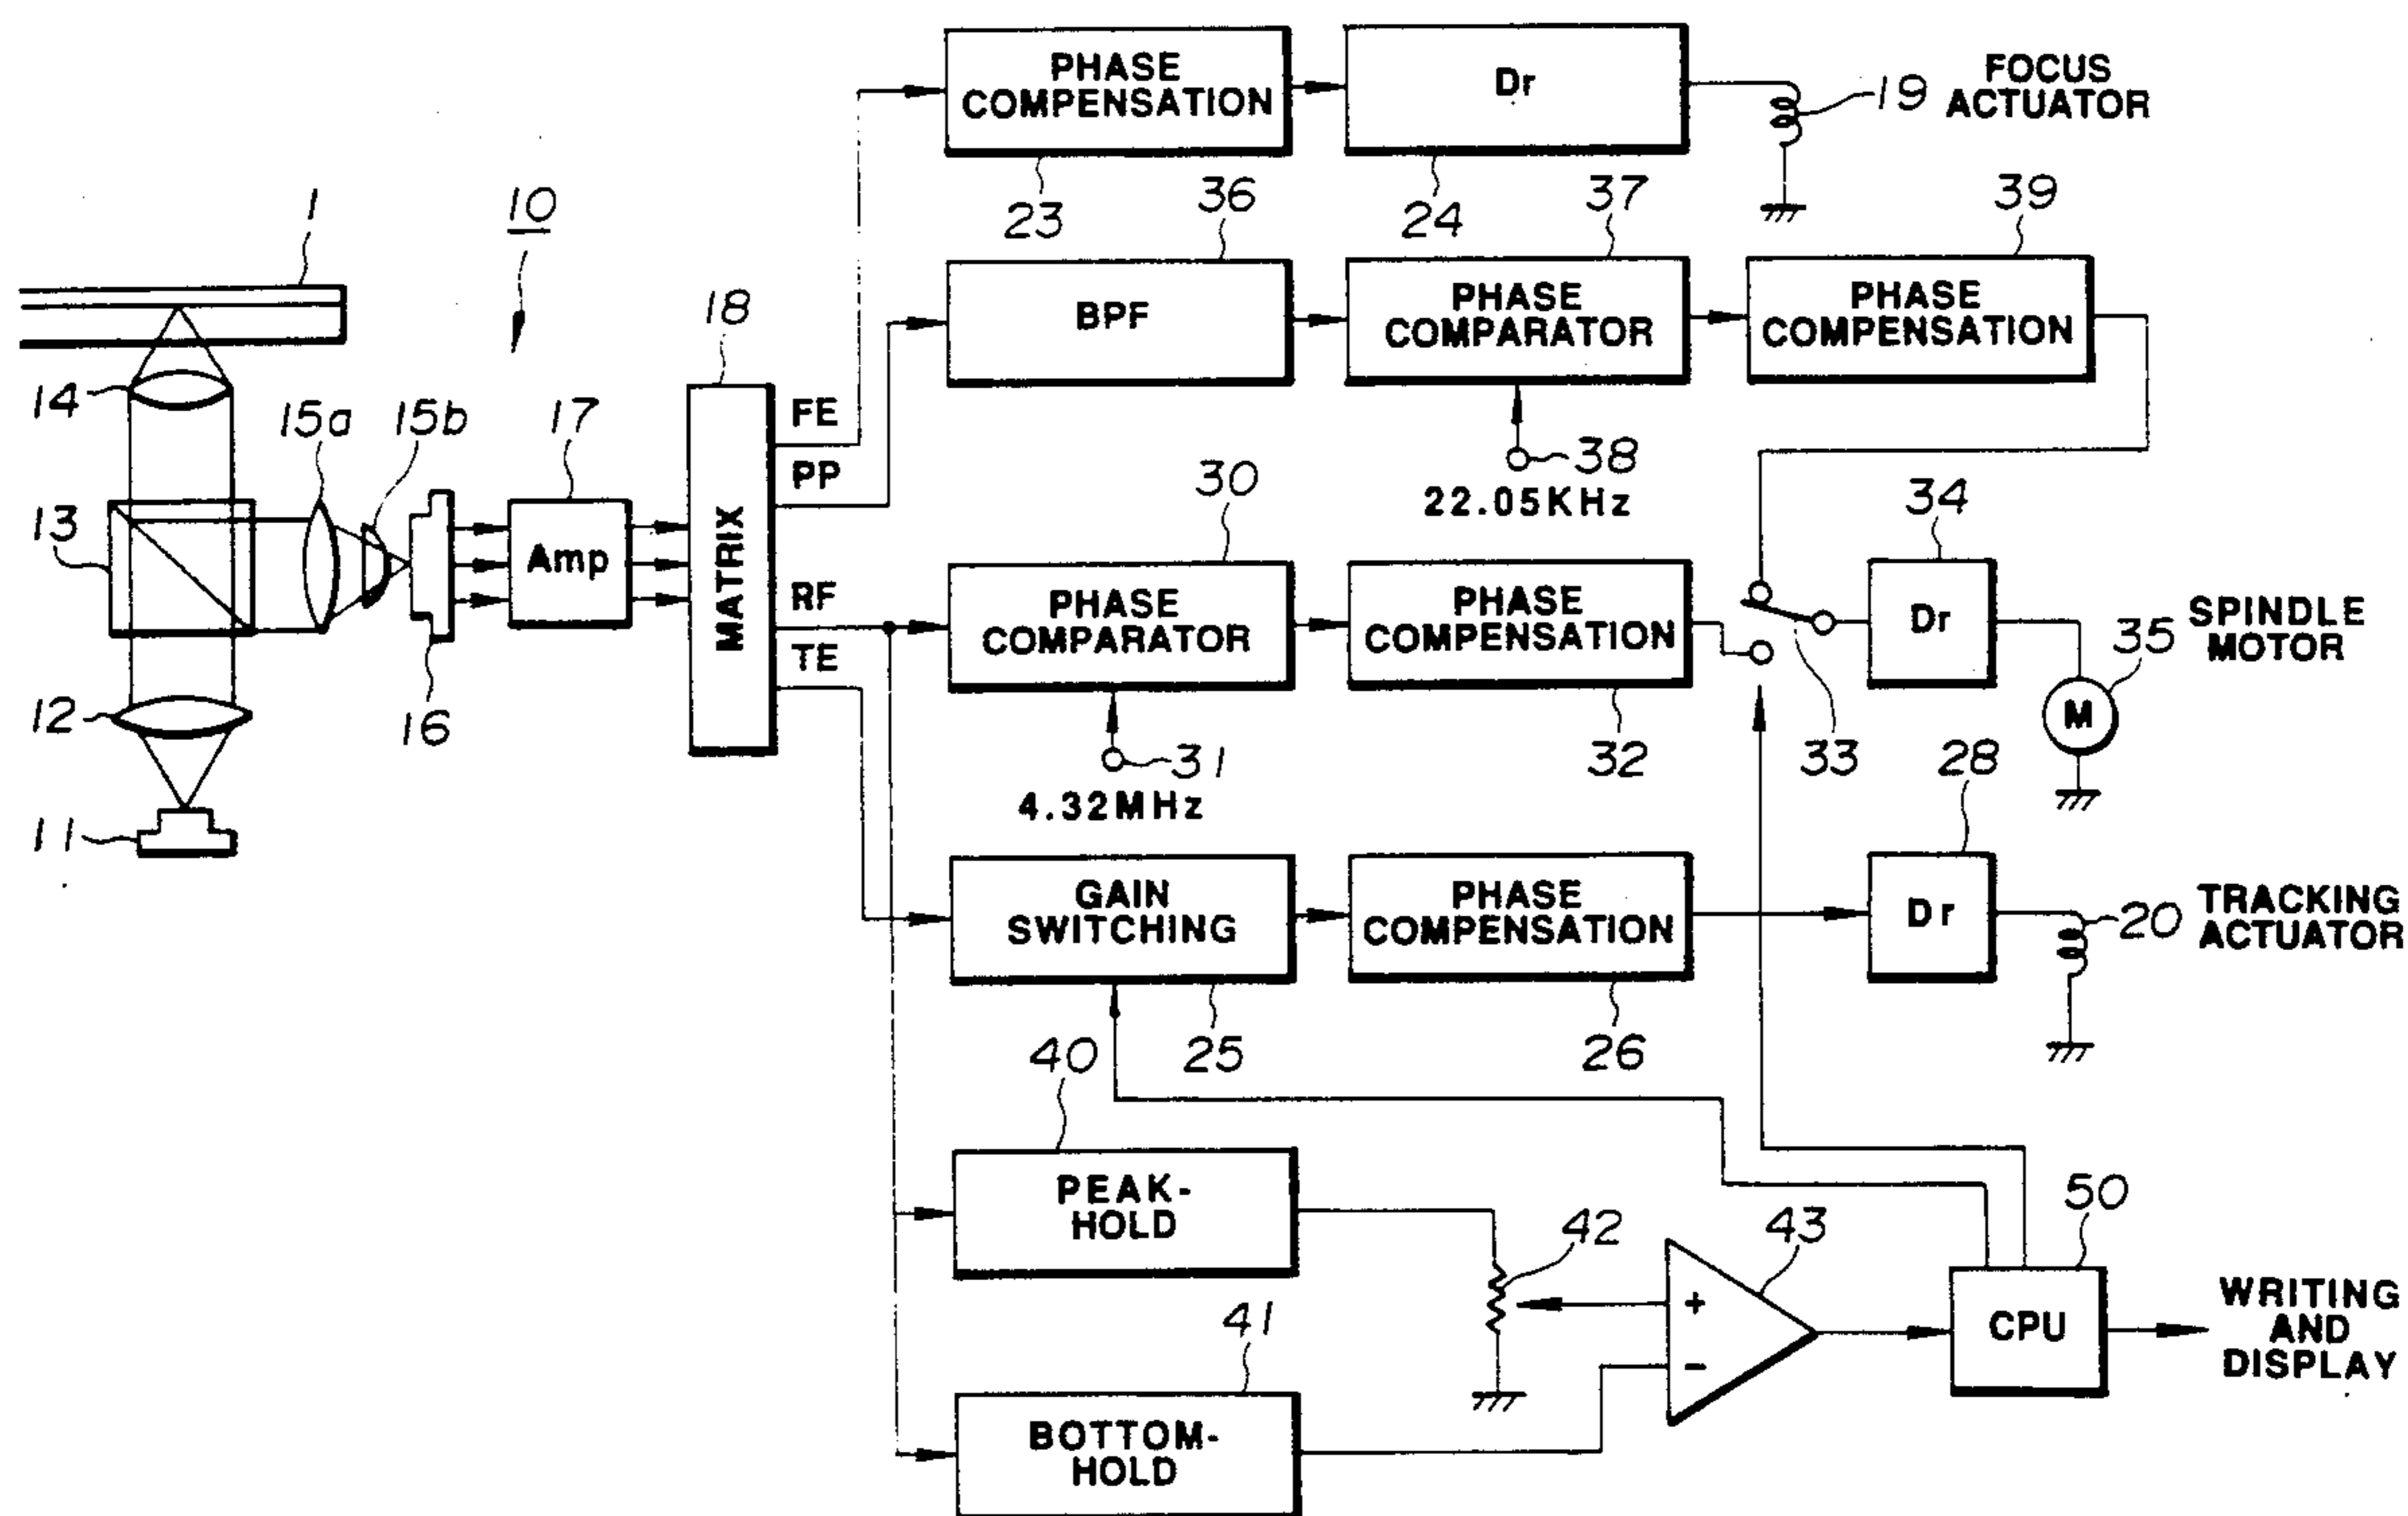 PHASE
COMPENSATION
23
Dr
24
19
FOCUS
ACTUATOR
1
10
36
BPF
37
PHASE
COMPARATOR
38
22.05KHz
39
PHASE
COMPENSATION
14
15a
15b
17
Amp
18
MATRIX
FE
PP
RF
TE
13
12
16
11
30
PHASE
COMPARATOR
31
4.32MHz
PHASE
COMPENSATION
32
33
34
Dr
35
SPINDLE
MOTOR
M
GAIN
SWITCHING
25
PHASE
COMPENSATION
26
28
Dr
20
TRACKING
ACTUATOR
40
PEAK-
HOLD
42
43
+
−
41
BOTTOM-
HOLD
50
CPU
WRITING
AND
DISPLAY